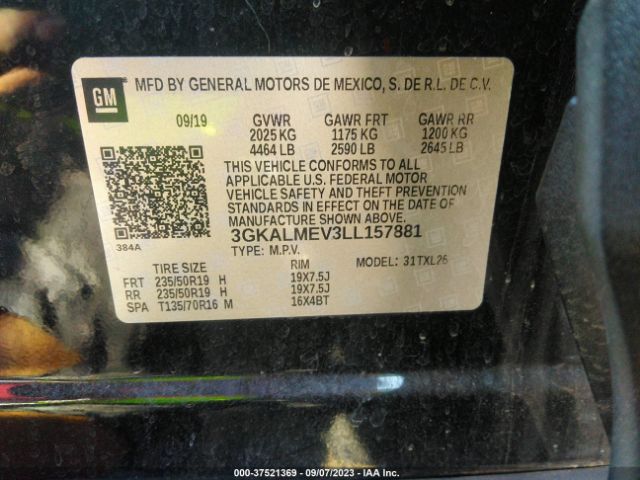 GM
MFD BY GENERAL MOTORS DE MEXICO, S. DE R.L. DE C.V.
09/19 GVWR GAWR FRT GAWR RR
2025 KG 1175 KG 1200 KG
4464 LB 2590 LB 2645 LB
THIS VEHICLE CONFORMS TO ALL
APPLICABLE U.S. FEDERAL MOTOR
VEHICLE SAFETY AND THEFT PREVENTION
STANDARDS IN EFFECT ON THE DATE OF
MANUFACTURE SHOWN ABOVE.
3GKALMEV3LL157881
384A
TYPE: M.P.V. MODEL: 31TXL26
TIRE SIZE RIM
FRT 235/50R19 H 19X7.5J
RR 235/50R19 H 19X7.5J
SPA T135/70R16 M 16X4BT
000-37521369 - 09/07/2023 - IAA Inc.